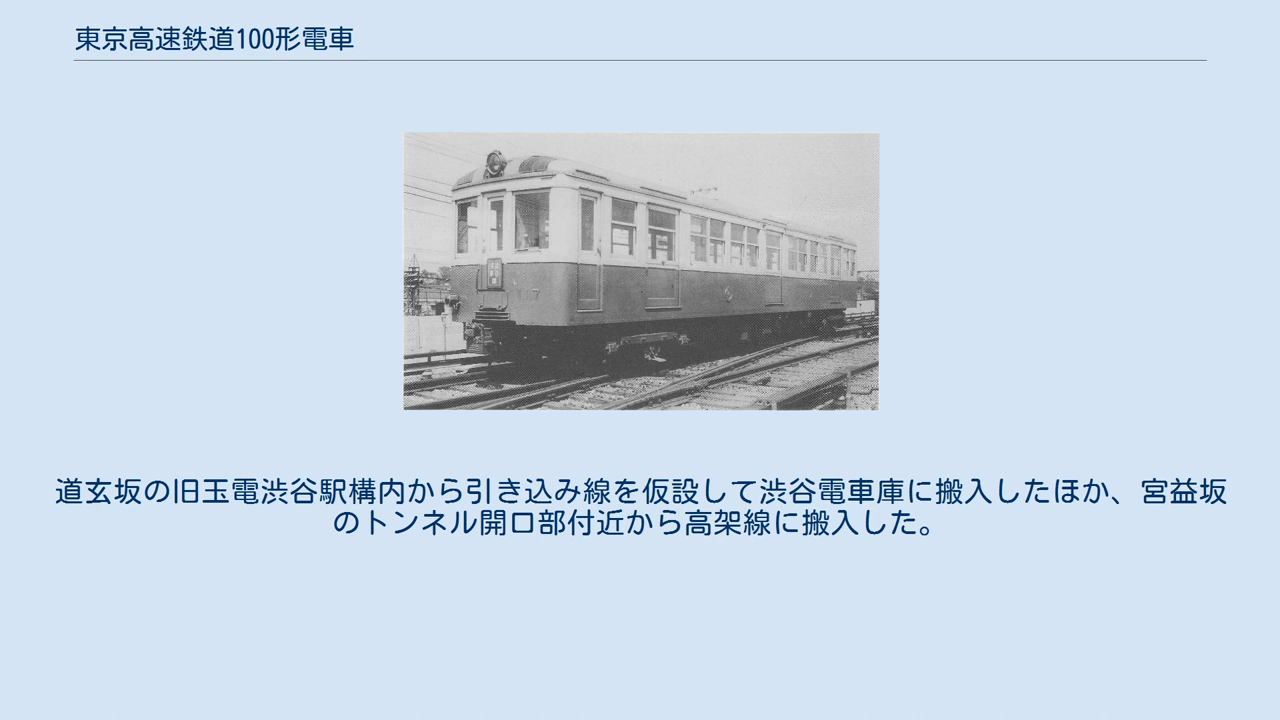 東京高速鉄道100形電車
道玄坂の旧玉電渋谷駅構内から引き込み線を仮設して渋谷電車庫に搬入したほか、宮益坂
のトンネル開口部付近から高架線に搬入した。